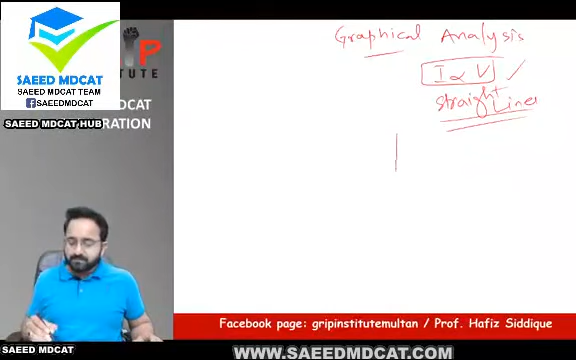 Graphical Analysis
I ∝ V ✓
straight Lines
SAEED MDCAT
SAEED MDCAT TEAM
SAEEDMDCAT
SAEED MDCAT HUB
Facebook page: gripinstitutemultan / Prof. Hafiz Siddique
SAEED MDCAT
WWW.SAEEDMDCAT.COM